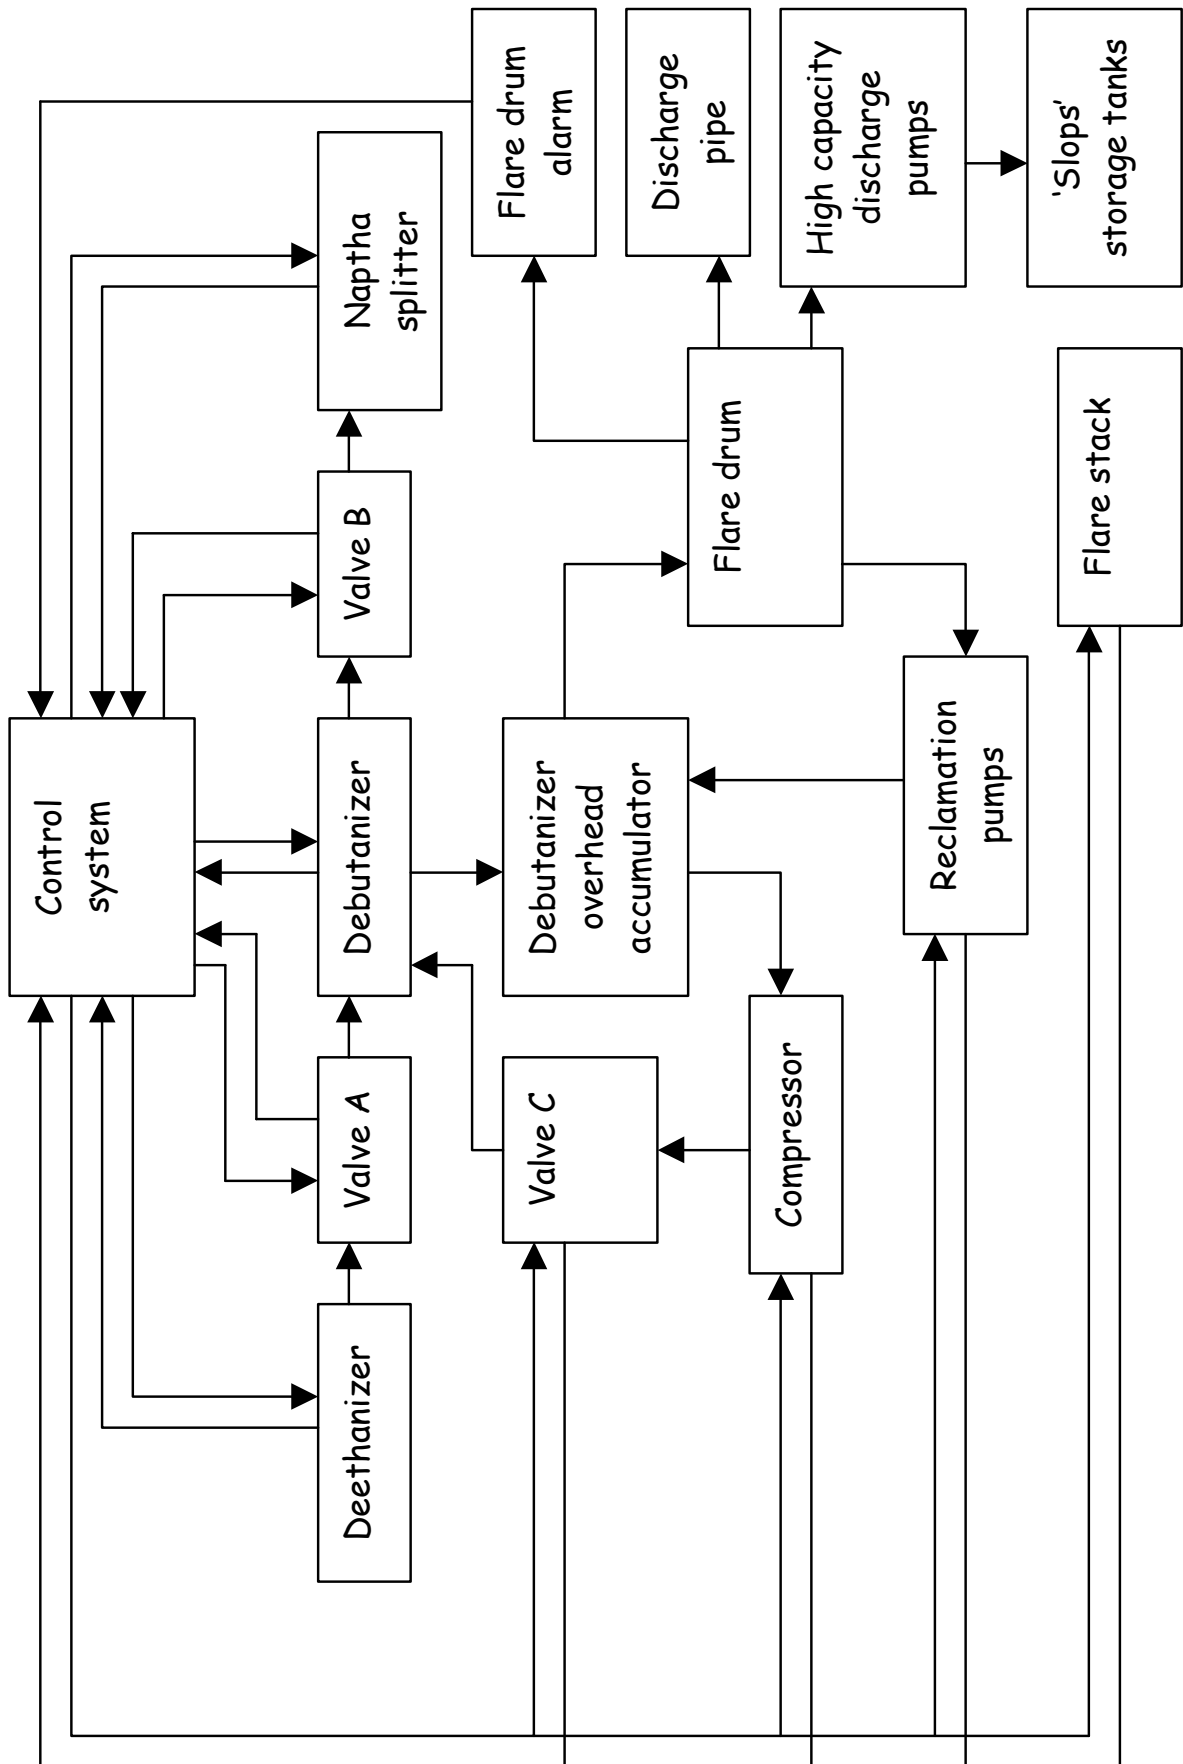 Control
system
Deethanizer
Valve A
Debutanizer
Valve B
Naptha
splitter
Valve C
Debutanizer
overhead
accumulator
Flare drum
alarm
Discharge
pipe
Compressor
Flare drum
High capacity
discharge
pumps
Reclamation
pumps
Flare stack
‘Slops’
storage tanks